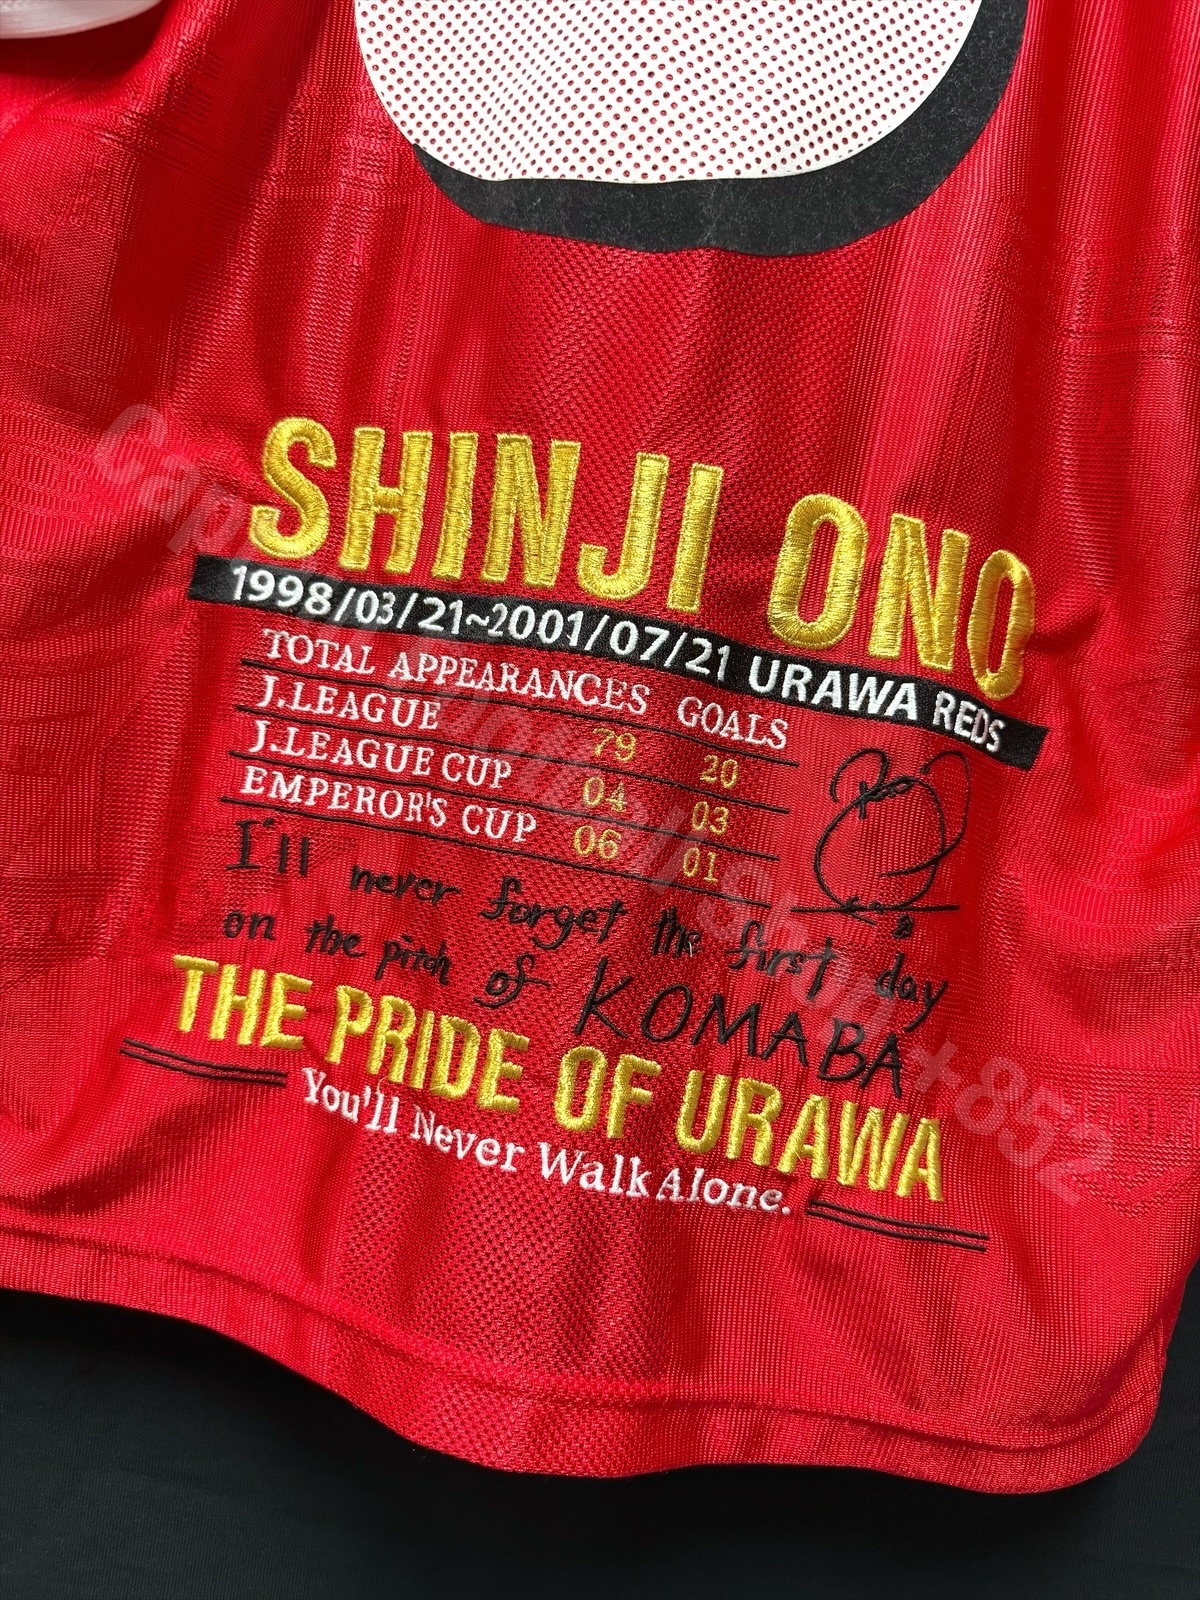 SHINJI ONO
1998/03/21~2001/07/21 URAWA REDS
TOTAL APPEARANCES GOALS
J.LEAGUE 79 20
J.LEAGUE CUP 04 03
EMPEROR'S CUP 06 01
I'll never forget the first day
on the pitch of KOMABA
THE PRIDE OF URAWA
You'll Never Walk Alone.
+852